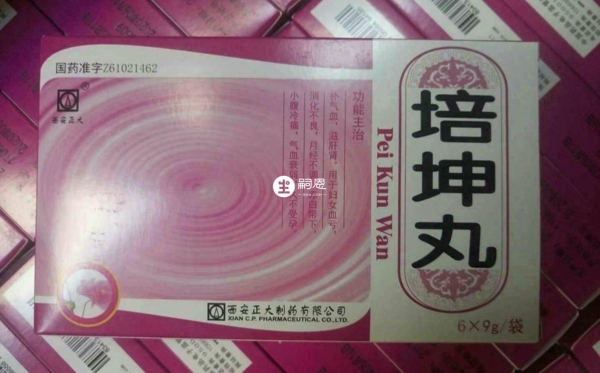 国药准字Z61021462
西安正大
功能主治
补气血，滋肝肾。用于妇女血亏，
消化不良，月经不
白带下，
小腹冷痛，气血衰
不受孕。
嗣恩
Pei Kun Wan
培坤丸
西安正大制药有限公司
XIAN C.P. PHARMACEUTICAL CO.,LTD.
6×9g/袋